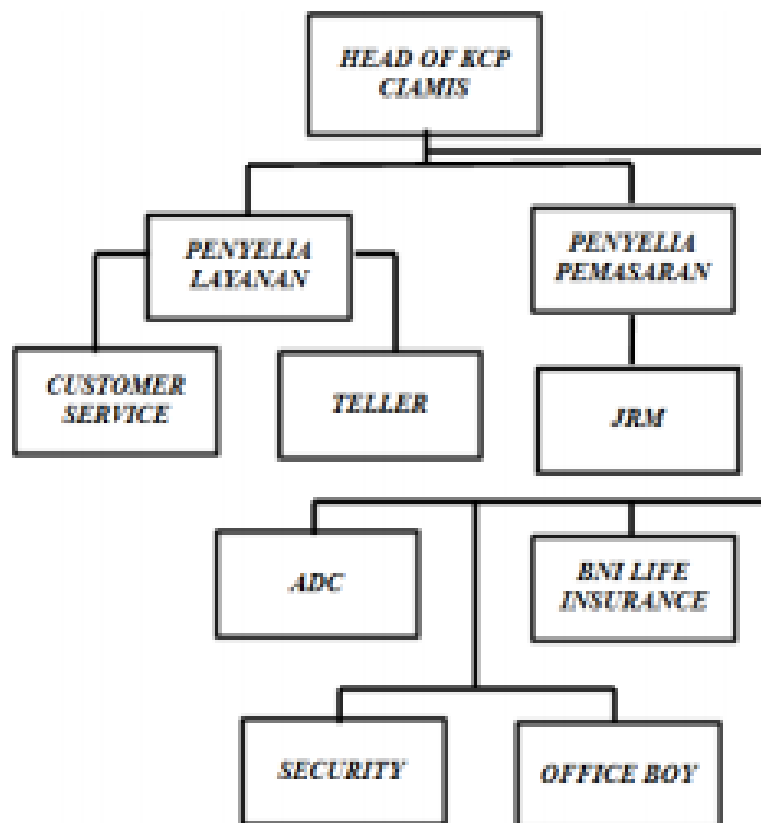 HEAD OF KCP
CIAMIS
PENYELIA
LAYANAN
PENYELIA
PEMASARAN
CUSTOMER
SERVICE
TELLER
JRM
ADC
BNI LIFE
INSURANCE
SECURITY
OFFICE BOY